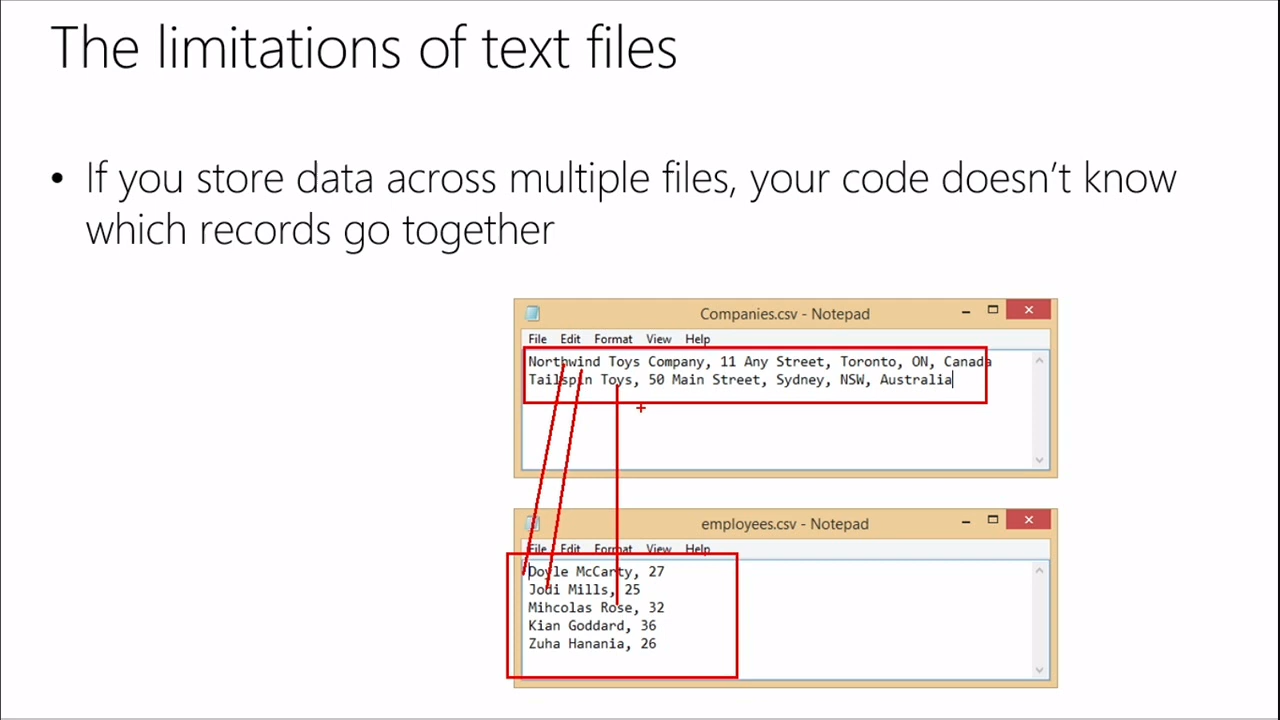 The limitations of text files
• If you store data across multiple files, your code doesn't know
which records go together
Companies.csv - Notepad
File Edit Format View Help
Northwind Toys Company, 11 Any Street, Toronto, ON, Canada
Tailspin Toys, 50 Main Street, Sydney, NSW, Australia
employees.csv - Notepad
File Edit Format View Help
Doyle McCarty, 27
Jodi Mills, 25
Mihcolas Rose, 32
Kian Goddard, 36
Zuha Hanania, 26